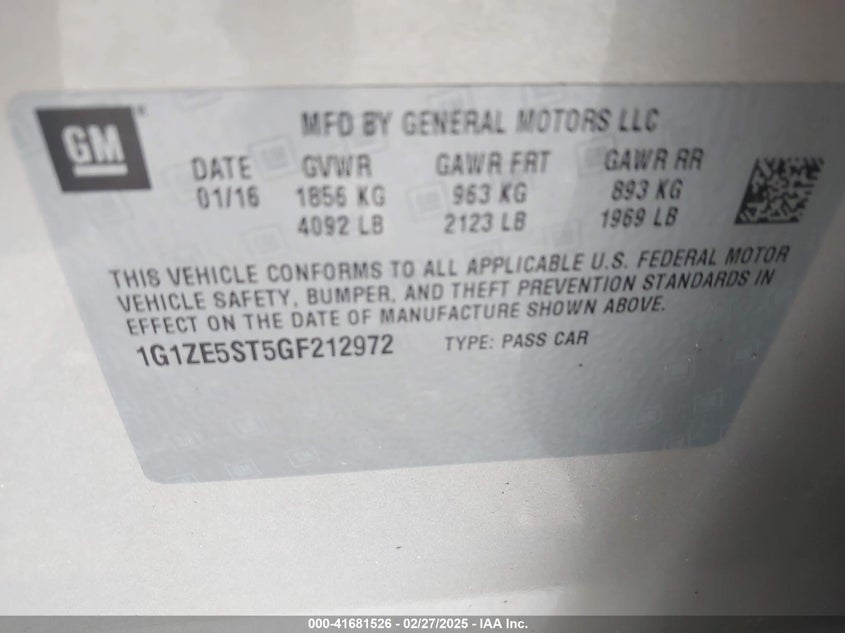 GM®
MFD BY GENERAL MOTORS LLC
DATE GVWR GAWR FRT GAWR RR
01/16 1856 KG 963 KG 893 KG
4092 LB 2123 LB 1969 LB
THIS VEHICLE CONFORMS TO ALL APPLICABLE U.S. FEDERAL MOTOR
VEHICLE SAFETY, BUMPER, AND THEFT PREVENTION STANDARDS IN
EFFECT ON THE DATE OF MANUFACTURE SHOWN ABOVE.
1G1ZE5ST5GF212972 TYPE: PASS CAR
000-41681526 - 02/27/2025 - IAA Inc.